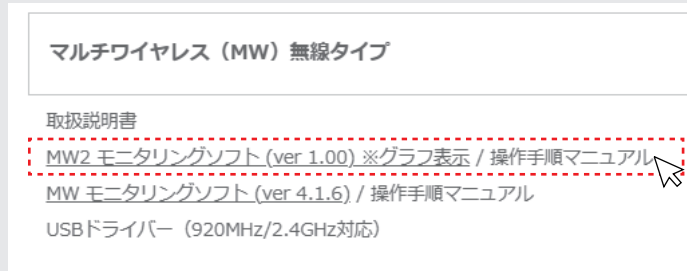 マルチワイヤレス（MW）無線タイプ
取扱説明書
MW2 モニタリングソフト (ver 1.00) ※グラフ表示 / 操作手順マニュアル
MW モニタリングソフト (ver 4.1.6) / 操作手順マニュアル
USBドライバー（920MHz/2.4GHz対応）